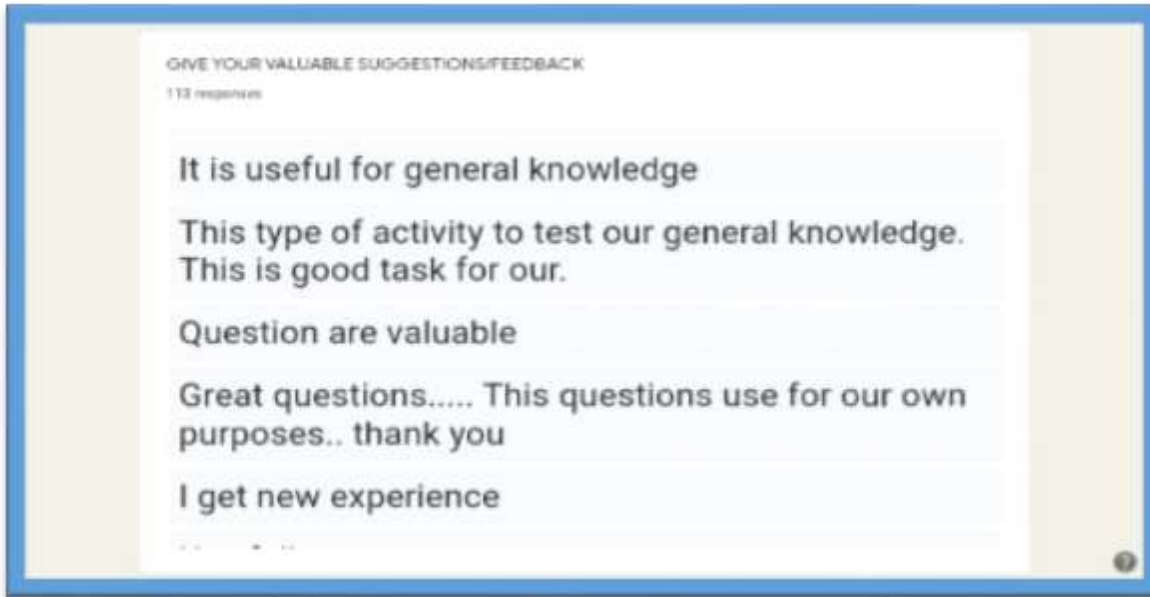 GIVE YOUR VALUABLE SUGGESTIONS/FEEDBACK
113 responses
It is useful for general knowledge
This type of activity to test our general knowledge.
This is good task for our.
Question are valuable
Great questions..... This questions use for our own
purposes.. thank you
I get new experience
?